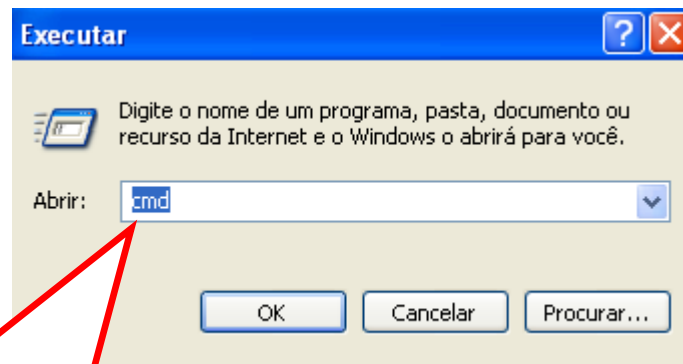 Executar
Digite o nome de um programa, pasta, documento ou
recurso da Internet e o Windows o abrirá para você.
Abrir: cmd
OK Cancelar Procurar...